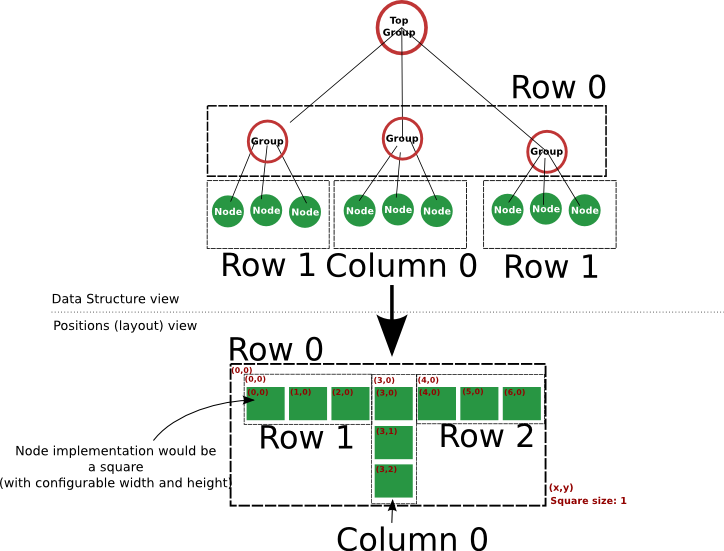 Top
Group
Row 0
Group
Group
Group
Node
Node
Node
Node
Node
Node
Node
Node
Node
Row 1
Column 0
Row 1
Data Structure view
Positions (layout) view
Row 0
(0,0)
(0,0)
(3,0)
(4,0)
(0,0)
(1,0)
(2,0)
(3,0)
(4,0)
(5,0)
(6,0)
Row 1
(3,1)
Row 2
Node implementation would be
a square
(with configurable width and height)
(3,2)
(x,y)
Square size: 1
Column 0